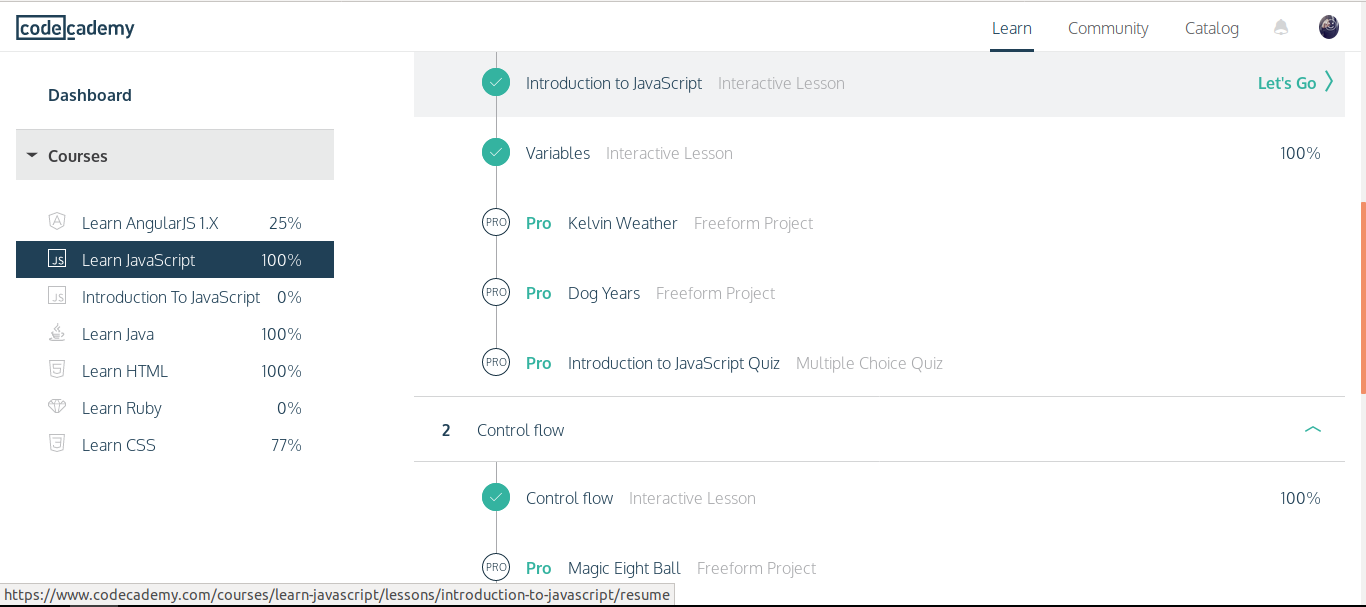 codecademy
Learn Community Catalog
Dashboard
Courses
Learn AngularJS 1.X 25%
JS Learn JavaScript 100%
JS Introduction To JavaScript 0%
Learn Java 100%
Learn HTML 100%
Learn Ruby 0%
Learn CSS 77%
Introduction to JavaScript Interactive Lesson Let's Go
Variables Interactive Lesson 100%
PRO Pro Kelvin Weather Freeform Project
PRO Pro Dog Years Freeform Project
PRO Pro Introduction to JavaScript Quiz Multiple Choice Quiz
2 Control flow
Control flow Interactive Lesson 100%
PRO Pro Magic Eight Ball Freeform Project
https://www.codecademy.com/courses/learn-javascript/lessons/introduction-to-javascript/resume